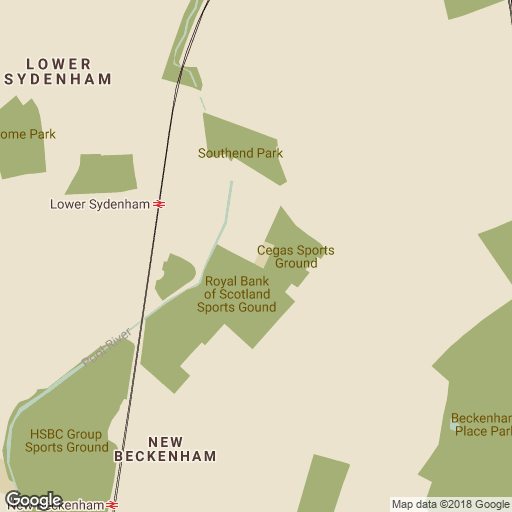 LOWER
SYDENHAM
ome Park
Southend Park
Lower Sydenham
Cegas Sports
Ground
Royal Bank
of Scotland
Sports Gound
Pool River
Beckenham
Place Park
HSBC Group
Sports Ground
NEW
BECKENHAM
New Beckenham
Google
Google
Map data ©2018 Google